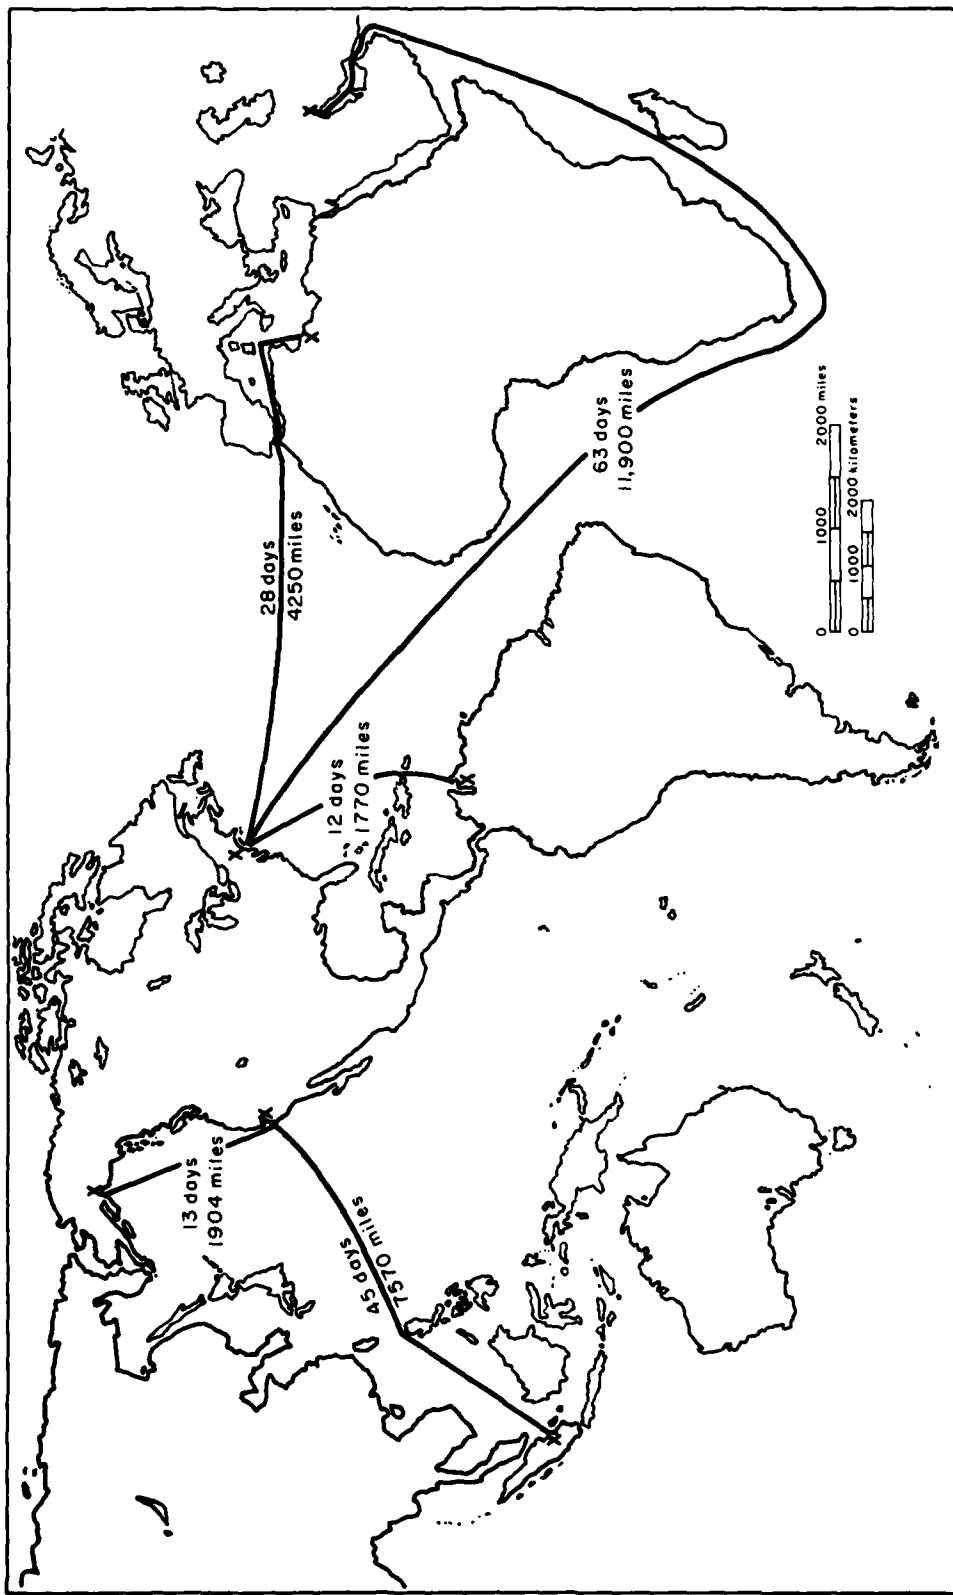 13 days
1904 miles
45 days
7570 miles
12 days
1770 miles
28 days
4250 miles
63 days
11,900 miles
0 1000 2000 miles
0 1000 2000 kilometers